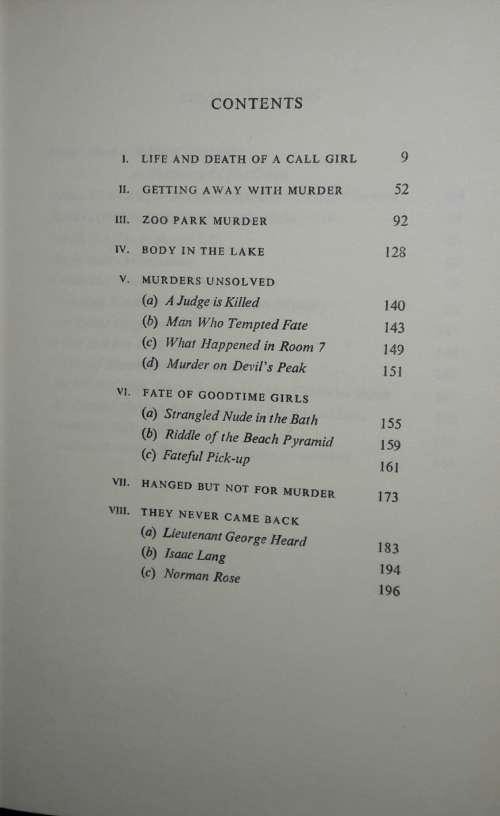 CONTENTS
I. LIFE AND DEATH OF A CALL GIRL 9
II. GETTING AWAY WITH MURDER 52
III. ZOO PARK MURDER 92
IV. BODY IN THE LAKE 128
V. MURDERS UNSOLVED
(a) A Judge is Killed 140
(b) Man Who Tempted Fate 143
(c) What Happened in Room 7 149
(d) Murder on Devil's Peak 151
VI. FATE OF GOODTIME GIRLS
(a) Strangled Nude in the Bath 155
(b) Riddle of the Beach Pyramid 159
(c) Fateful Pick-up 161
VII. HANGED BUT NOT FOR MURDER 173
VIII. THEY NEVER CAME BACK
(a) Lieutenant George Heard 183
(b) Isaac Lang 194
(c) Norman Rose 196